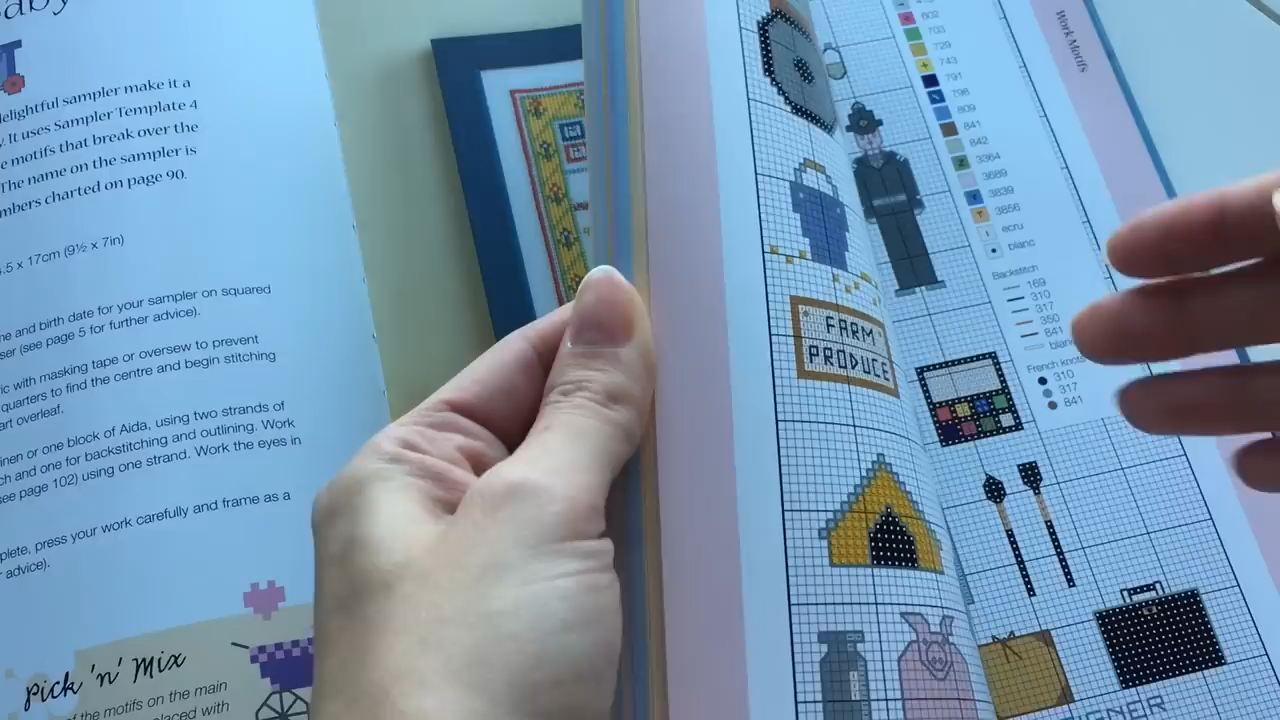 aby
elightful sampler make it a
y. It uses Sampler Template 4
e motifs that break over the
The name on the sampler is
mbers charted on page 90.
.5 x 17cm (9½ x 7in)
me and birth date for your sampler on squared
ser (see page 5 for further advice).
ric with masking tape or oversew to prevent
quarters to find the centre and begin stitching
art overleaf.
inen or one block of Aida, using two strands of
ch and one for backstitching and outlining. Work
see page 102) using one strand. Work the eyes in
plete, press your work carefully and frame as a
advice).
Pick 'n' Mix
of the motifs on the main
placed with
FARM
PRODUCE
602
703
729
743
791
798
809
841
842
3364
3689
3839
3856
ecru
blanc
Backstitch
169
310
317
350
841
blanc
French knots
310
317
841
Work Motifs